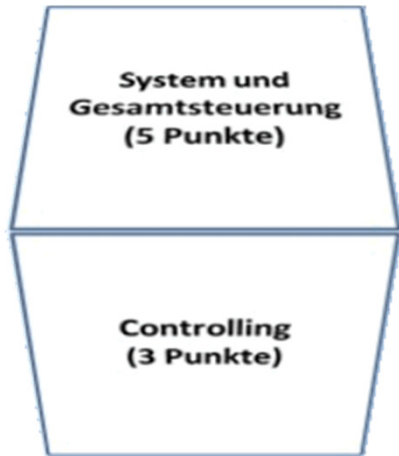 System und
Gesamtsteuerung
(5 Punkte)
Controlling
(3 Punkte)